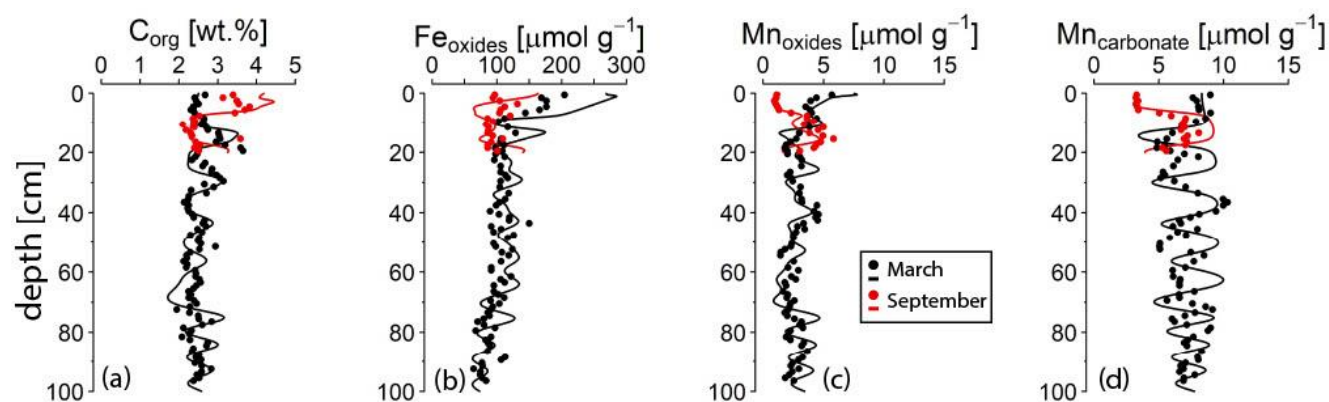 C_org [wt.%] Fe_oxides [μmol g⁻¹] Mn_oxides [μmol g⁻¹] Mn_carbonate [μmol g⁻¹]
0 1 2 3 4 5 0 100 200 300 0 5 10 15 0 5 10 15
0 0 0 0
20 20 20 20
40 40 40 40
depth [cm]
60 60 60 60
March
September
80 80 80 80
(a) (b) (c) (d)
100 100 100 100